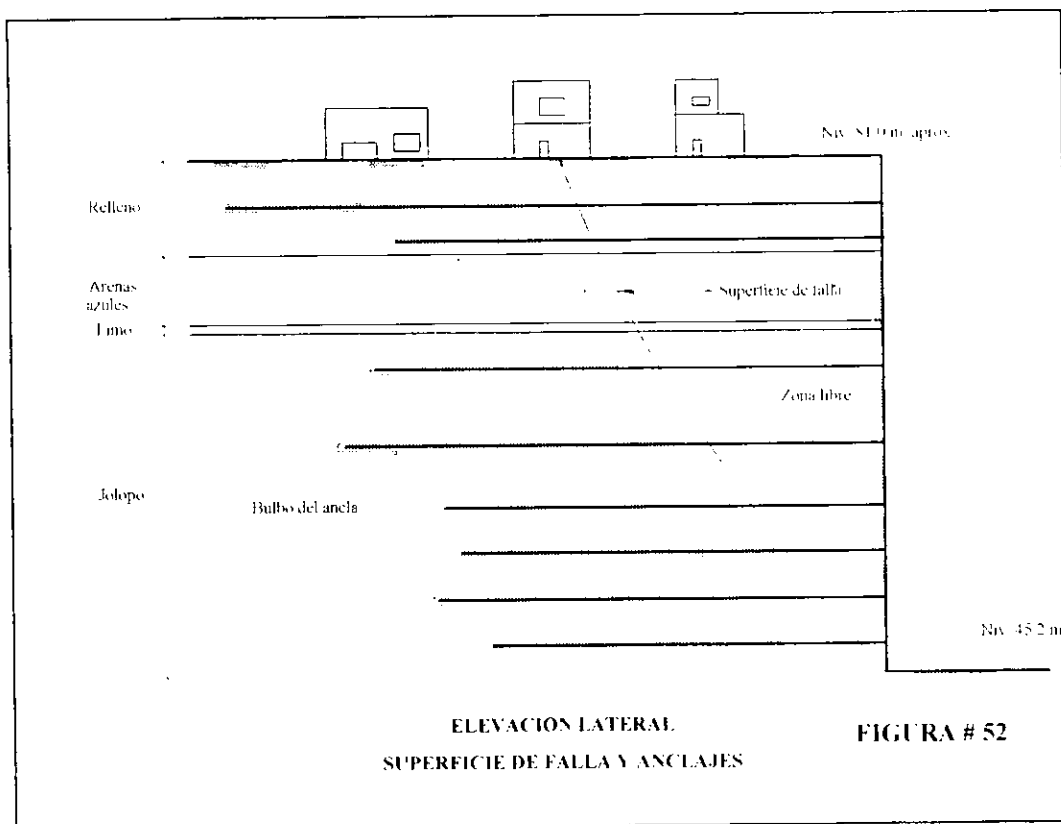 Niv. 81.0 m. aprox.
Relleno
Arenas
azules
Limo
Superficie de falla
Zona libre
Jolopo
Bulbo del ancla
Niv. 45.2 m
ELEVACION LATERAL
SUPERFICIE DE FALLA Y ANCLAJES
FIGURA # 52